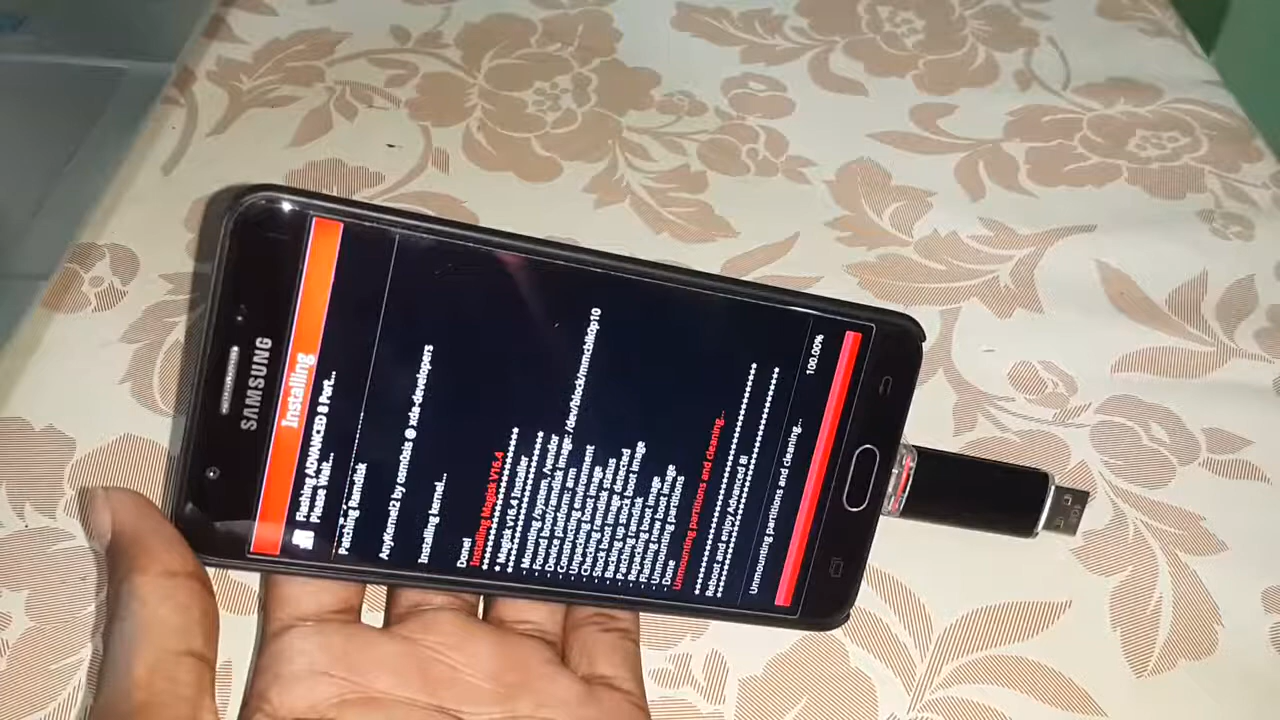 SAMSUNG
Installing
Flashing ADVANCED 8 Port...
Please Wait...
Patching Ramdisk
AnyKernel2 by osm0sis @ xda-developers
Installing kernel...
Done!
Installing Magisk V16.4
************************
* Magisk v16.4 Installer
************************
- Mounting /system, /vendor
- Found boot/ramdisk image: /dev/block/mmcblk0p10
- Device platform: arm
- Constructing environment
- Unpacking boot image
- Checking ramdisk status
- Stock boot image detected
- Backing up stock boot image
- Patching ramdisk
- Repacking boot image
- Flashing new boot image
- Unmounting partitions
- Done
Unmounting partitions and cleaning...
Reboot and enjoy Advanced 8!
Unmounting partitions and cleaning...
100.00%